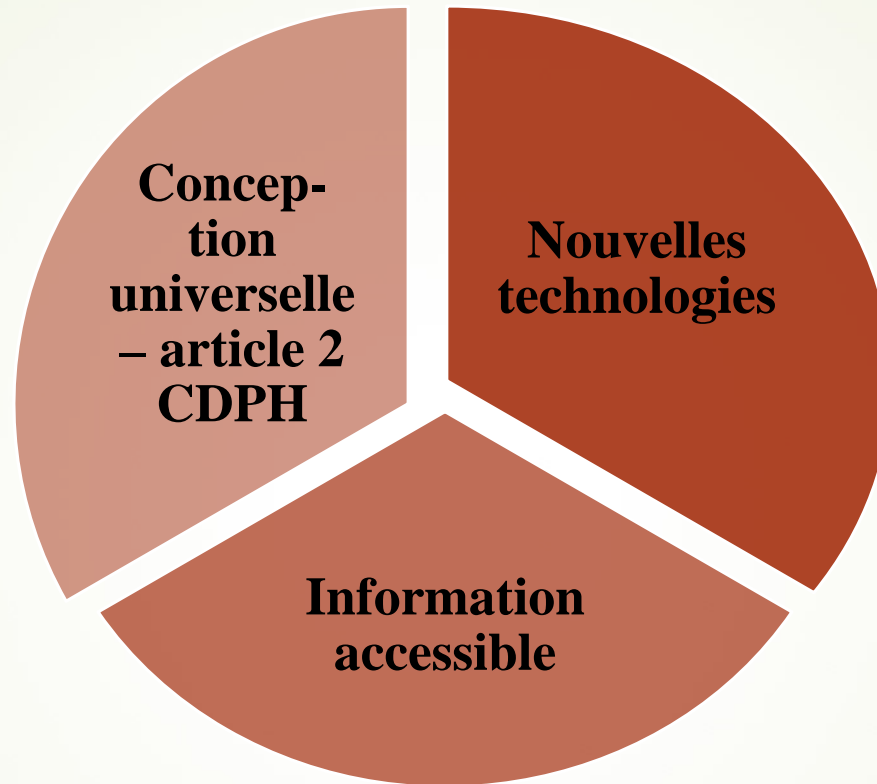 Concep-
tion
universelle
– article 2
CDPH
Nouvelles
technologies
Information
accessible